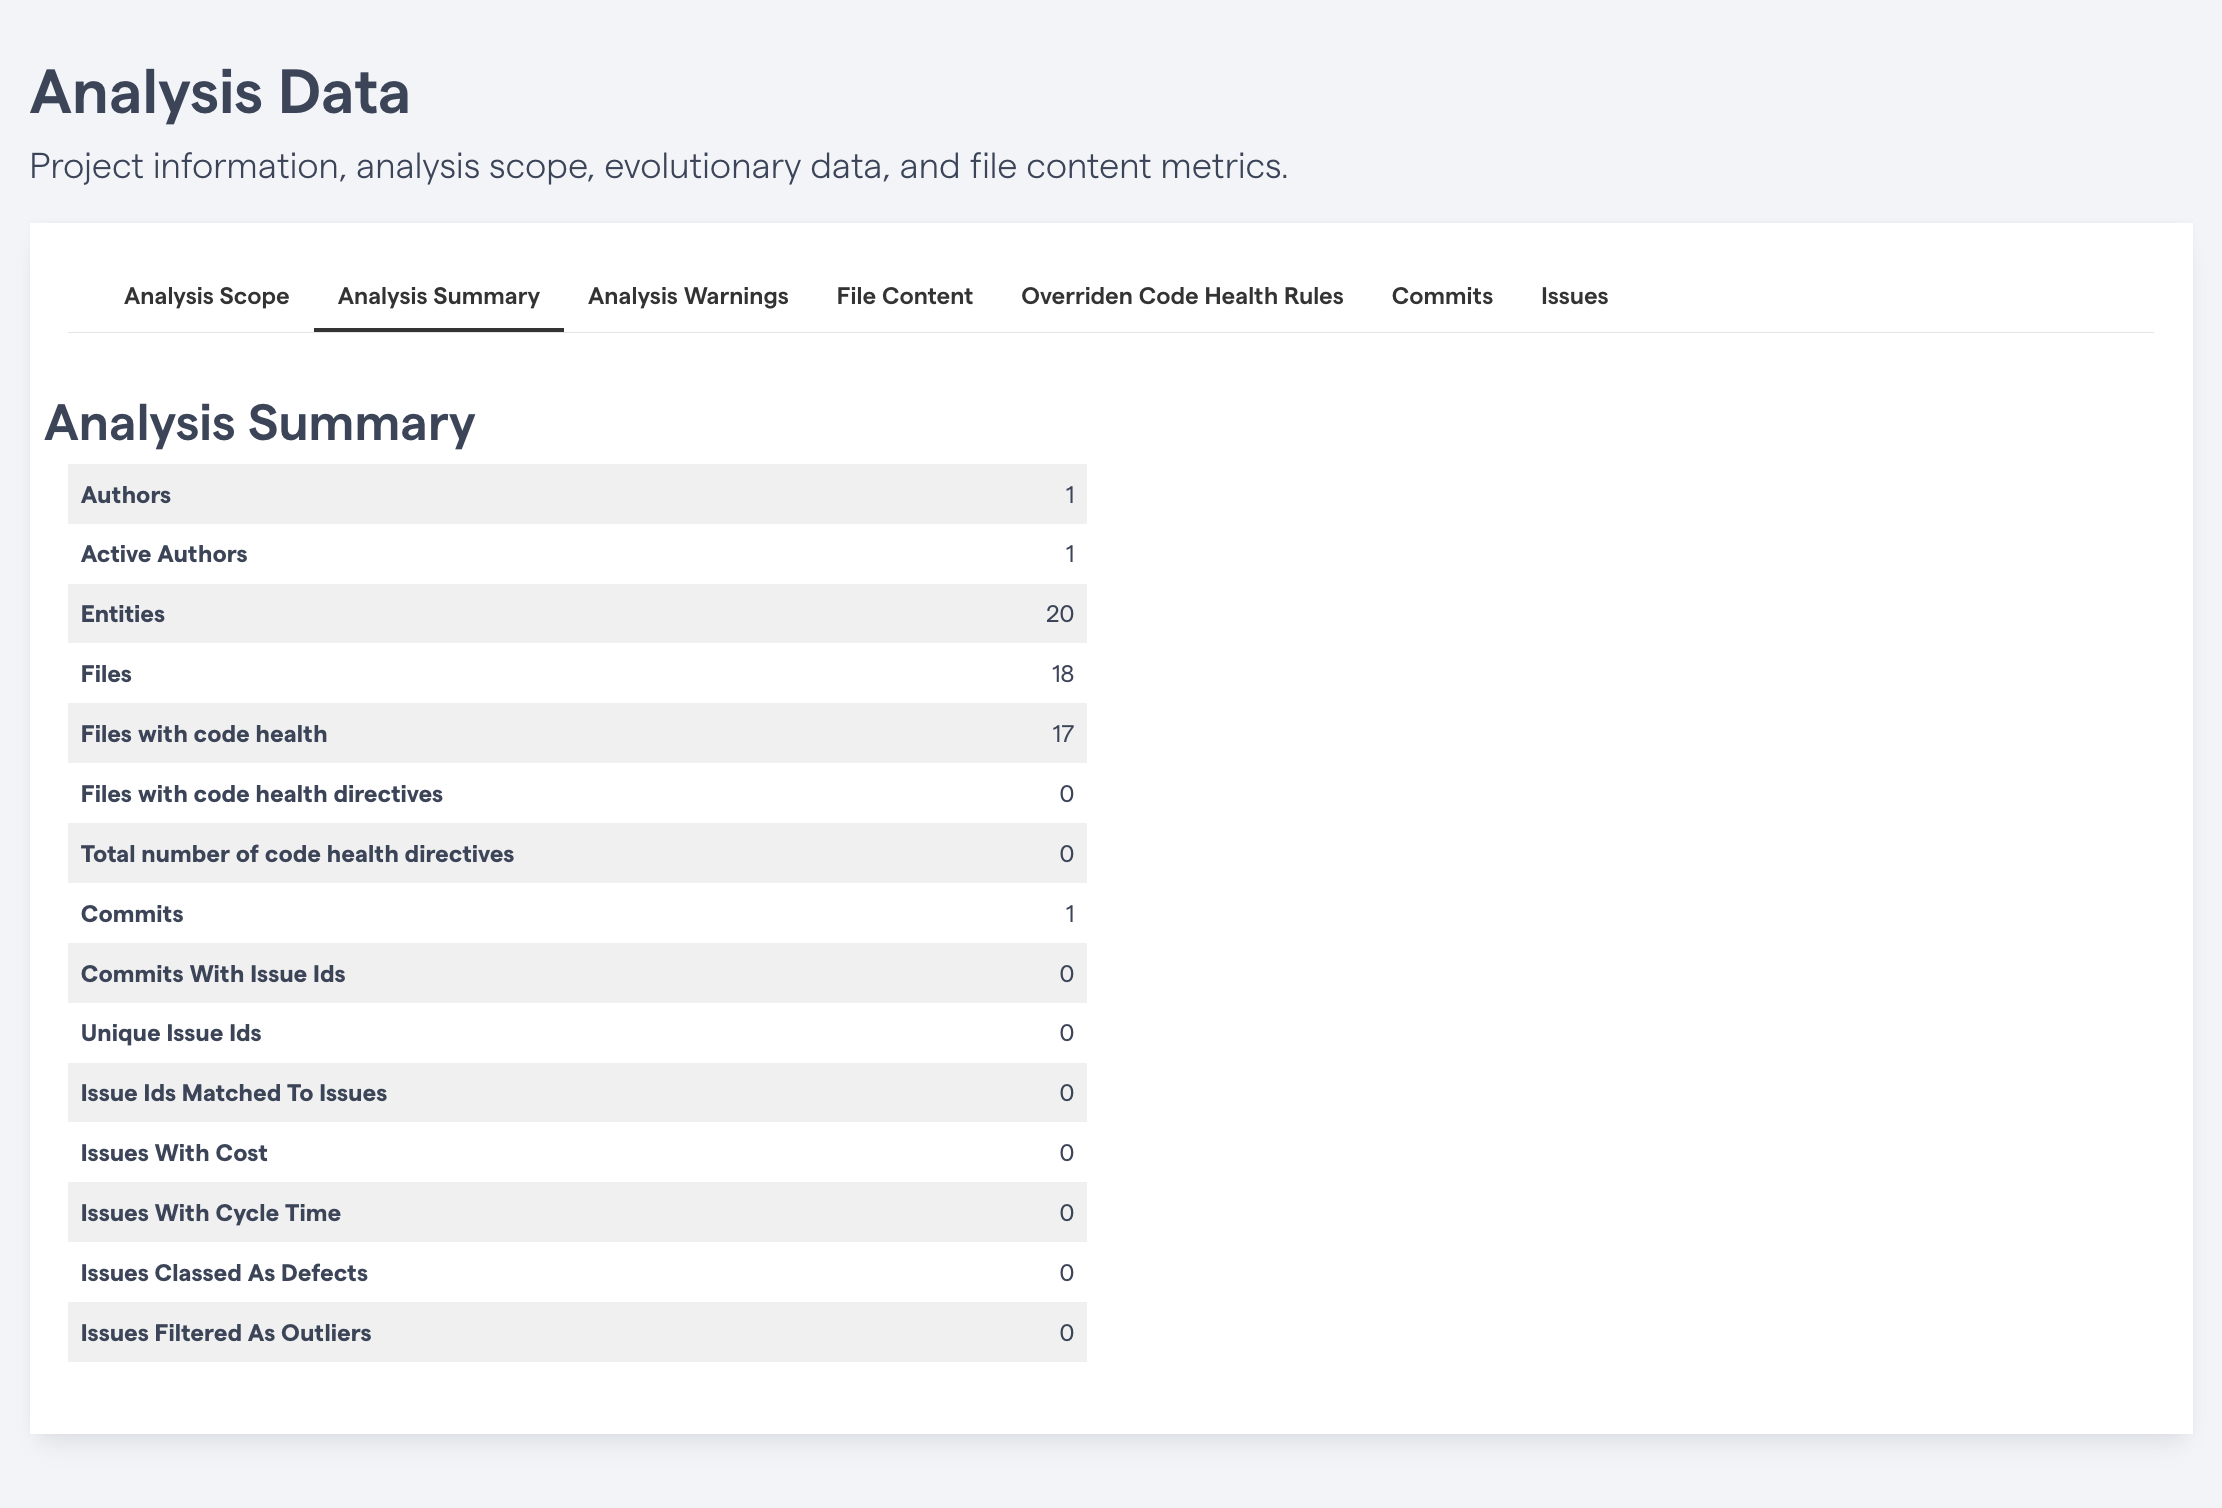 Analysis Data
Project information, analysis scope, evolutionary data, and file content metrics.
Analysis Scope Analysis Summary Analysis Warnings File Content Overriden Code Health Rules Commits Issues
Analysis Summary
Authors 1
Active Authors 1
Entities 20
Files 18
Files with code health 17
Files with code health directives 0
Total number of code health directives 0
Commits 1
Commits With Issue Ids 0
Unique Issue Ids 0
Issue Ids Matched To Issues 0
Issues With Cost 0
Issues With Cycle Time 0
Issues Classed As Defects 0
Issues Filtered As Outliers 0